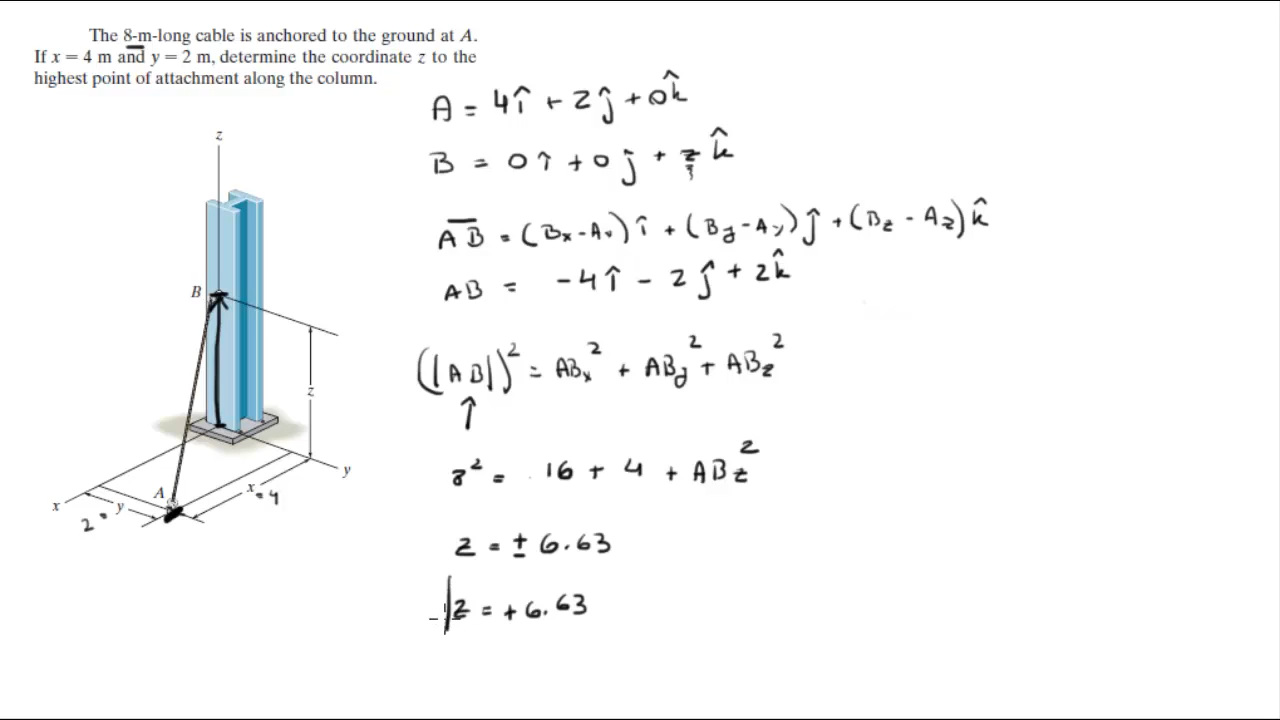 The 8-m-long cable is anchored to the ground at A.
If x = 4 m and y = 2 m, determine the coordinate z to the
highest point of attachment along the column.
A = 4î + 2ĵ + 0k̂
B = 0î + 0ĵ + z k̂
AB = (Bx - Ax)î + (By - Ay)ĵ + (Bz - Az)k̂
AB = -4î - 2ĵ + zk̂
(|AB|)² = ABx² + ABy² + ABz²
↑
8² = 16 + 4 + ABz²
z = ± 6.63
z = + 6.63
z
B
z
y
x = 4
A
x
2 = y